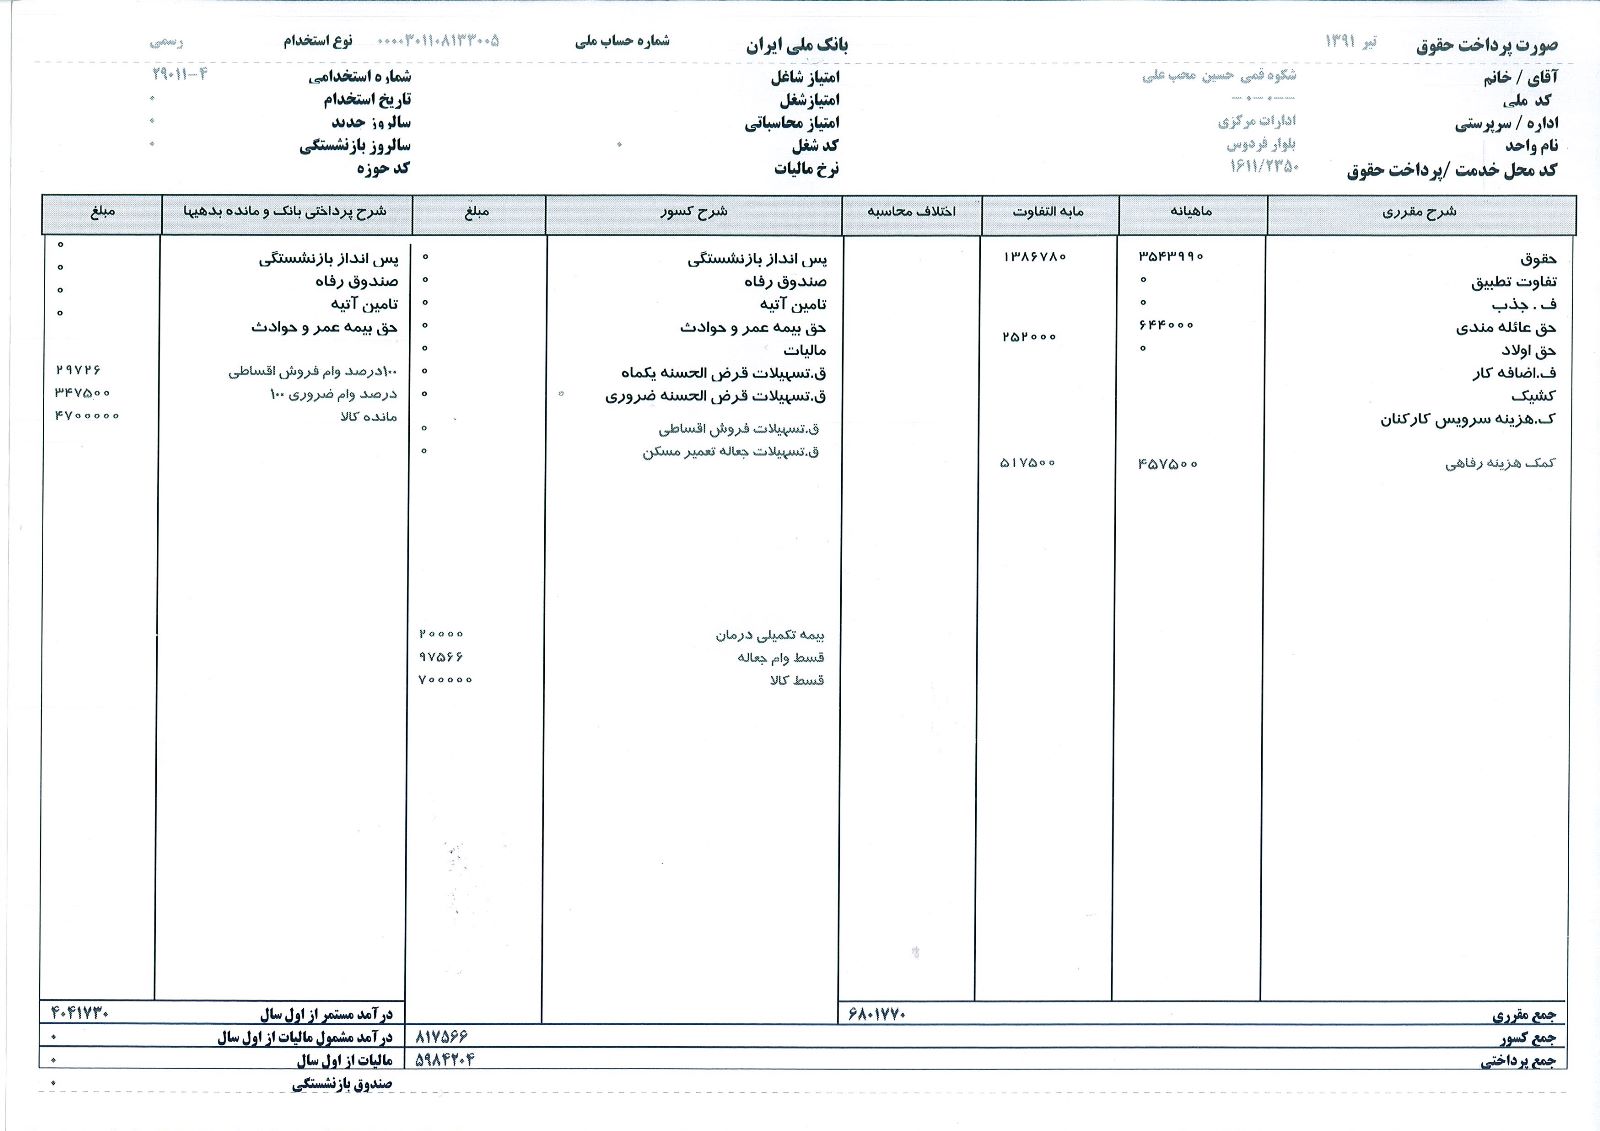 صورت پرداخت حقوق تیر ۱۳۹۱ بانک ملی ایران شماره حساب ملی ۰۰۰۰۳۰۱۱۰۸۱۳۳۰۰۵ نوع استخدام رسمی
آقای / خانم شکوه قمی حسین محب علی امتیاز شاغل شماره استخدامی ۲۹۰۱۱-۴
کد ملی ---۰-۰- امتیازشغل تاریخ استخدام ۰
اداره / سرپرستی ادارات مرکزی امتیاز محاسباتی سالروز جدید ۰
نام واحد بلوار فردوس کد شغل ۰ سالروز بازنشستگی ۰
کد محل خدمت /پرداخت حقوق ۱۶۱۱/۲۳۵۰ نرخ مالیات کد حوزه
شرح مقرری ماهیانه مابه التفاوت اختلاف محاسبه شرح کسور مبلغ شرح پرداختی بانک و مانده بدهیها مبلغ
حقوق ۳۵۴۳۹۹۰ ۱۳۸۶۷۸۰ پس انداز بازنشستگی ۰ پس انداز بازنشستگی ۰
تفاوت تطبیق ۰ صندوق رفاه ۰ صندوق رفاه ۰
ف . جذب ۰ تامین آتیه ۰ تامین آتیه ۰
حق عائله مندی ۶۴۴۰۰۰ ۲۵۲۰۰۰ حق بیمه عمر و حوادث ۰ حق بیمه عمر و حوادث ۰
حق اولاد ۰ مالیات ۰
ف.اضافه کار ق.تسهیلات قرض الحسنه یکماه ۰ ۱۰۰درصد وام فروش اقساطی ۲۹۷۲۶
کشیک ق.تسهیلات قرض الحسنه ضروری ۰ ۰ درصد وام ضروری ۱۰۰ ۳۴۷۵۰۰
ک.هزینه سرویس کارکنان ق.تسهیلات فروش اقساطی ۰ مانده کالا ۴۷۰۰۰۰۰
ق.تسهیلات جعاله تعمیر مسکن ۰
کمک هزینه رفاهی ۴۵۷۵۰۰ ۵۱۷۵۰۰
بیمه تکمیلی درمان ۲۰۰۰۰
قسط وام جعاله ۹۷۵۶۶
قسط کالا ۷۰۰۰۰۰
جمع مقرری ۶۸۰۱۷۷۰ درآمد مستمر از اول سال ۴۰۴۱۷۳۰
جمع کسور ۸۱۷۵۶۶ درآمد مشمول مالیات از اول سال ۰
جمع پرداختی ۵۹۸۴۲۰۴ مالیات از اول سال ۰
صندوق بازنشستگی ۰